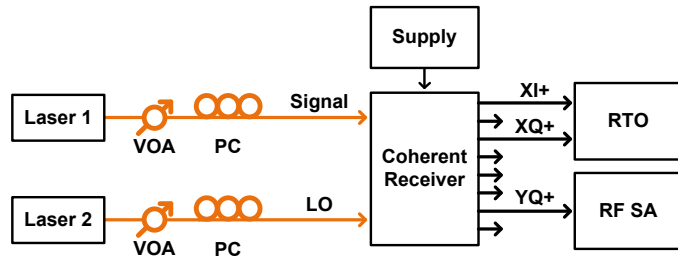 Supply
Laser 1
VOA
PC
Signal
Coherent
Receiver
XI+
XQ+
RTO
Laser 2
VOA
PC
LO
YQ+
RF SA